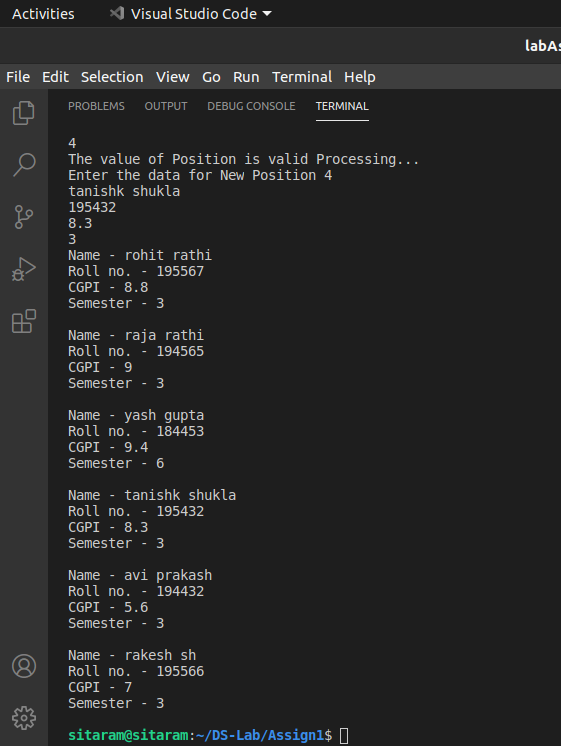 Activities Visual Studio Code
labAs
File Edit Selection View Go Run Terminal Help
PROBLEMS OUTPUT DEBUG CONSOLE TERMINAL
4
The value of Position is valid Processing...
Enter the data for New Position 4
tanishk shukla
195432
8.3
3
Name - rohit rathi
Roll no. - 195567
CGPI - 8.8
Semester - 3
Name - raja rathi
Roll no. - 194565
CGPI - 9
Semester - 3
Name - yash gupta
Roll no. - 184453
CGPI - 9.4
Semester - 6
Name - tanishk shukla
Roll no. - 195432
CGPI - 8.3
Semester - 3
Name - avi prakash
Roll no. - 194432
CGPI - 5.6
Semester - 3
Name - rakesh sh
Roll no. - 195566
CGPI - 7
Semester - 3
sitaram@sitaram:~/DS-Lab/Assign1$